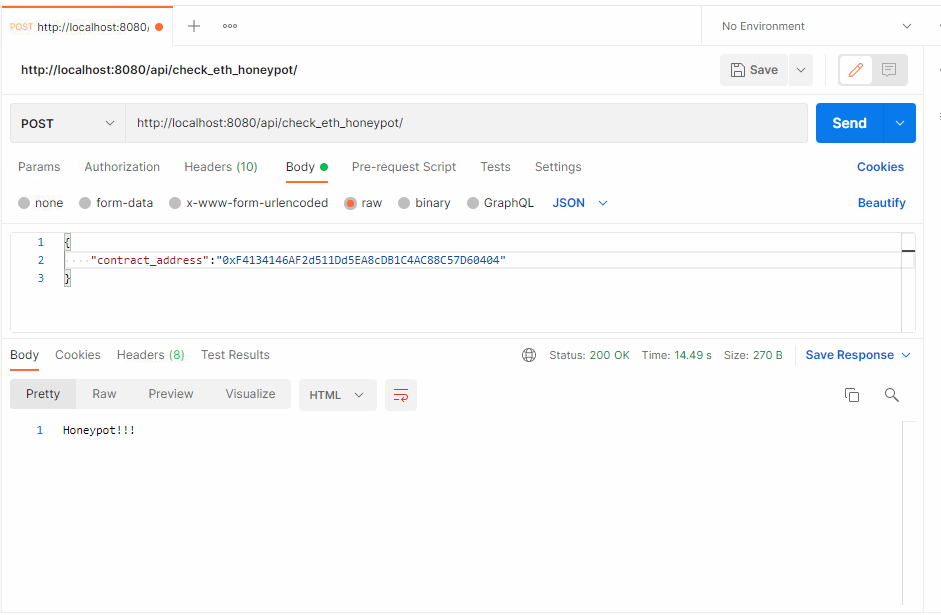 POST http://localhost:8080/
No Environment
http://localhost:8080/api/check_eth_honeypot/
Save
POST http://localhost:8080/api/check_eth_honeypot/ Send
Params Authorization Headers (10) Body Pre-request Script Tests Settings Cookies
none form-data x-www-form-urlencoded raw binary GraphQL JSON Beautify
1 {
2 "contract_address":"0xF4134146AF2d511Dd5EA8cDB1C4AC88C57D60404"
3 }
Body Cookies Headers (8) Test Results Status: 200 OK Time: 14.49 s Size: 270 B Save Response
Pretty Raw Preview Visualize HTML
1 Honeypot!!!